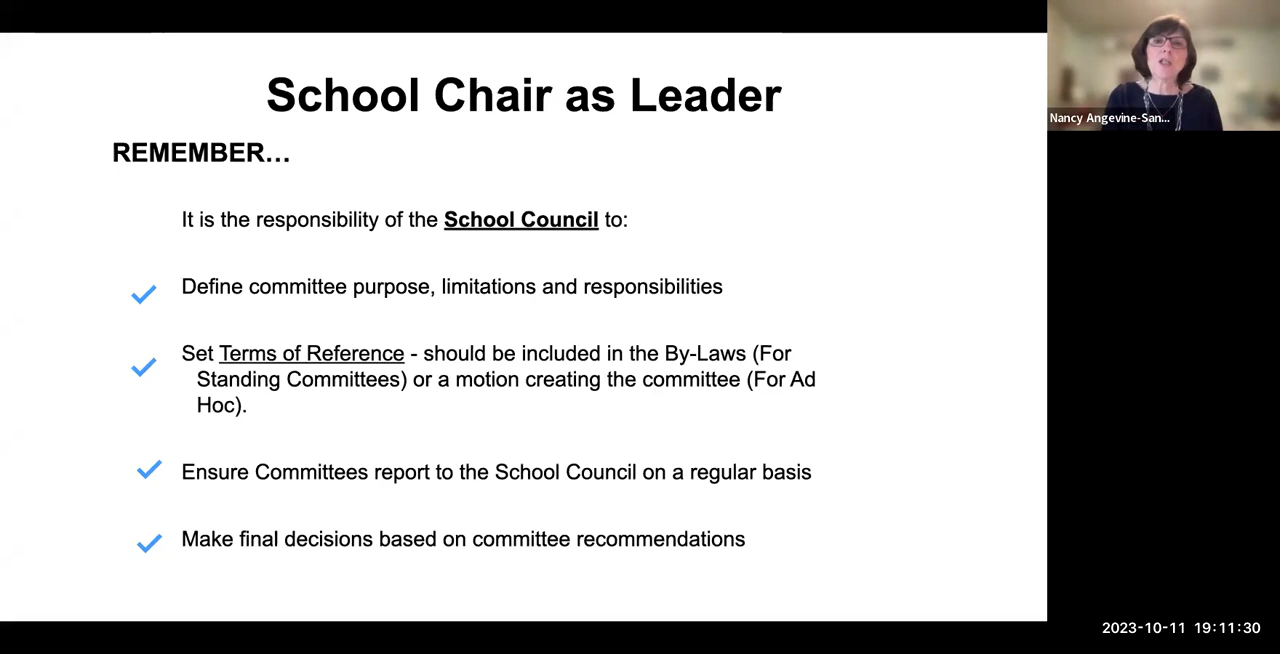 School Chair as Leader
REMEMBER...
It is the responsibility of the School Council to:
Define committee purpose, limitations and responsibilities
Set Terms of Reference - should be included in the By-Laws (For
Standing Committees) or a motion creating the committee (For Ad
Hoc).
Ensure Committees report to the School Council on a regular basis
Make final decisions based on committee recommendations
Nancy Angevine-San...
2023-10-11 19:11:30